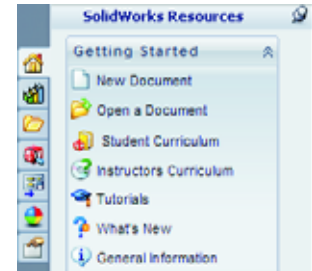 SolidWorks Resources
Getting Started
New Document
Open a Document
Student Curriculum
Instructors Curriculum
Tutorials
What's New
General Information